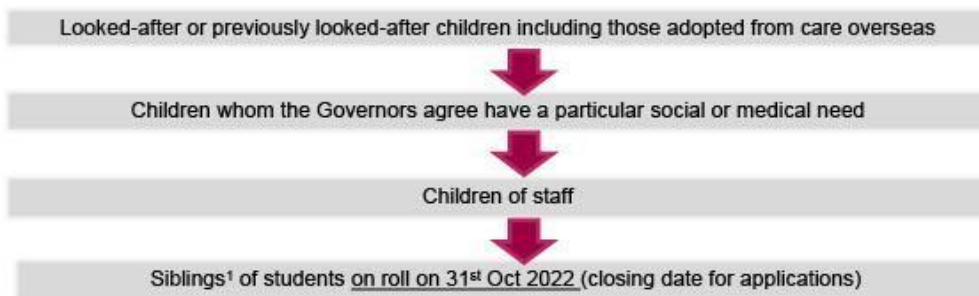 Looked-after or previously looked-after children including those adopted from care overseas
Children whom the Governors agree have a particular social or medical need
Children of staff
Siblings¹ of students on roll on 31st Oct 2022 (closing date for applications)